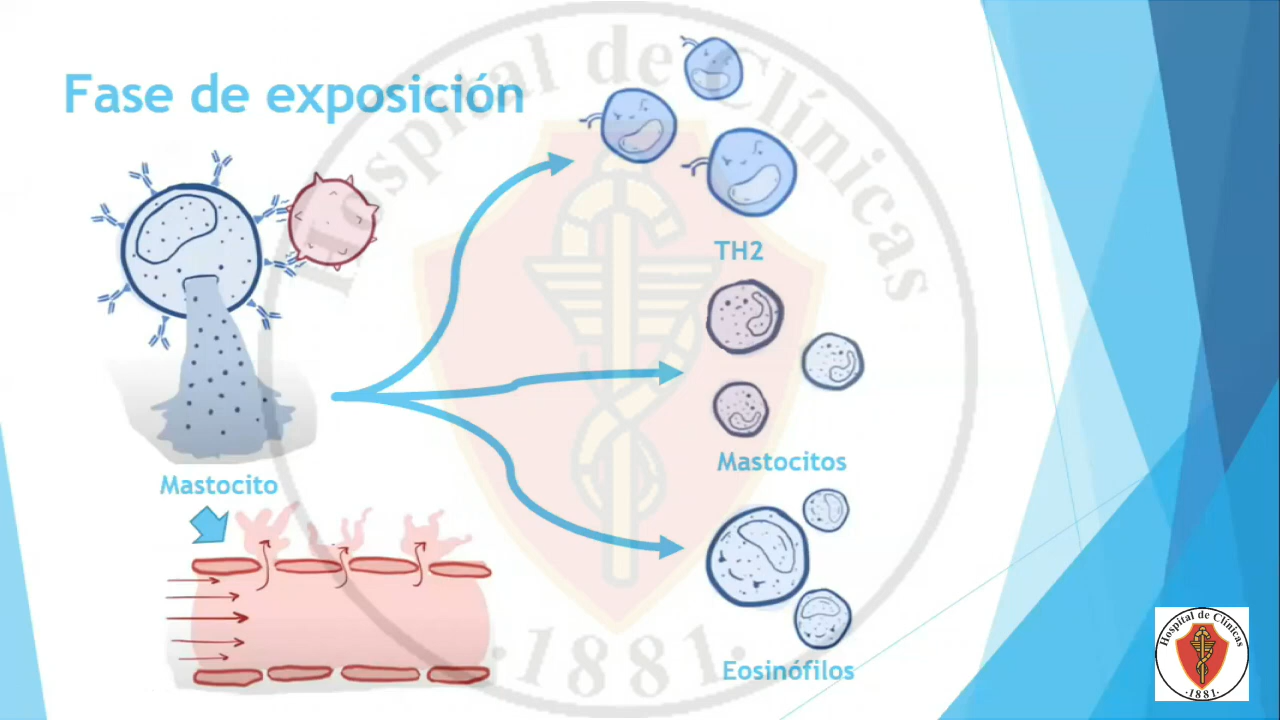 Fase de exposición
TH2
Mastocitos
Mastocito
Eosinófilos
Hospital de Clínicas
·1881·
Hospital de Clínicas
·1881·